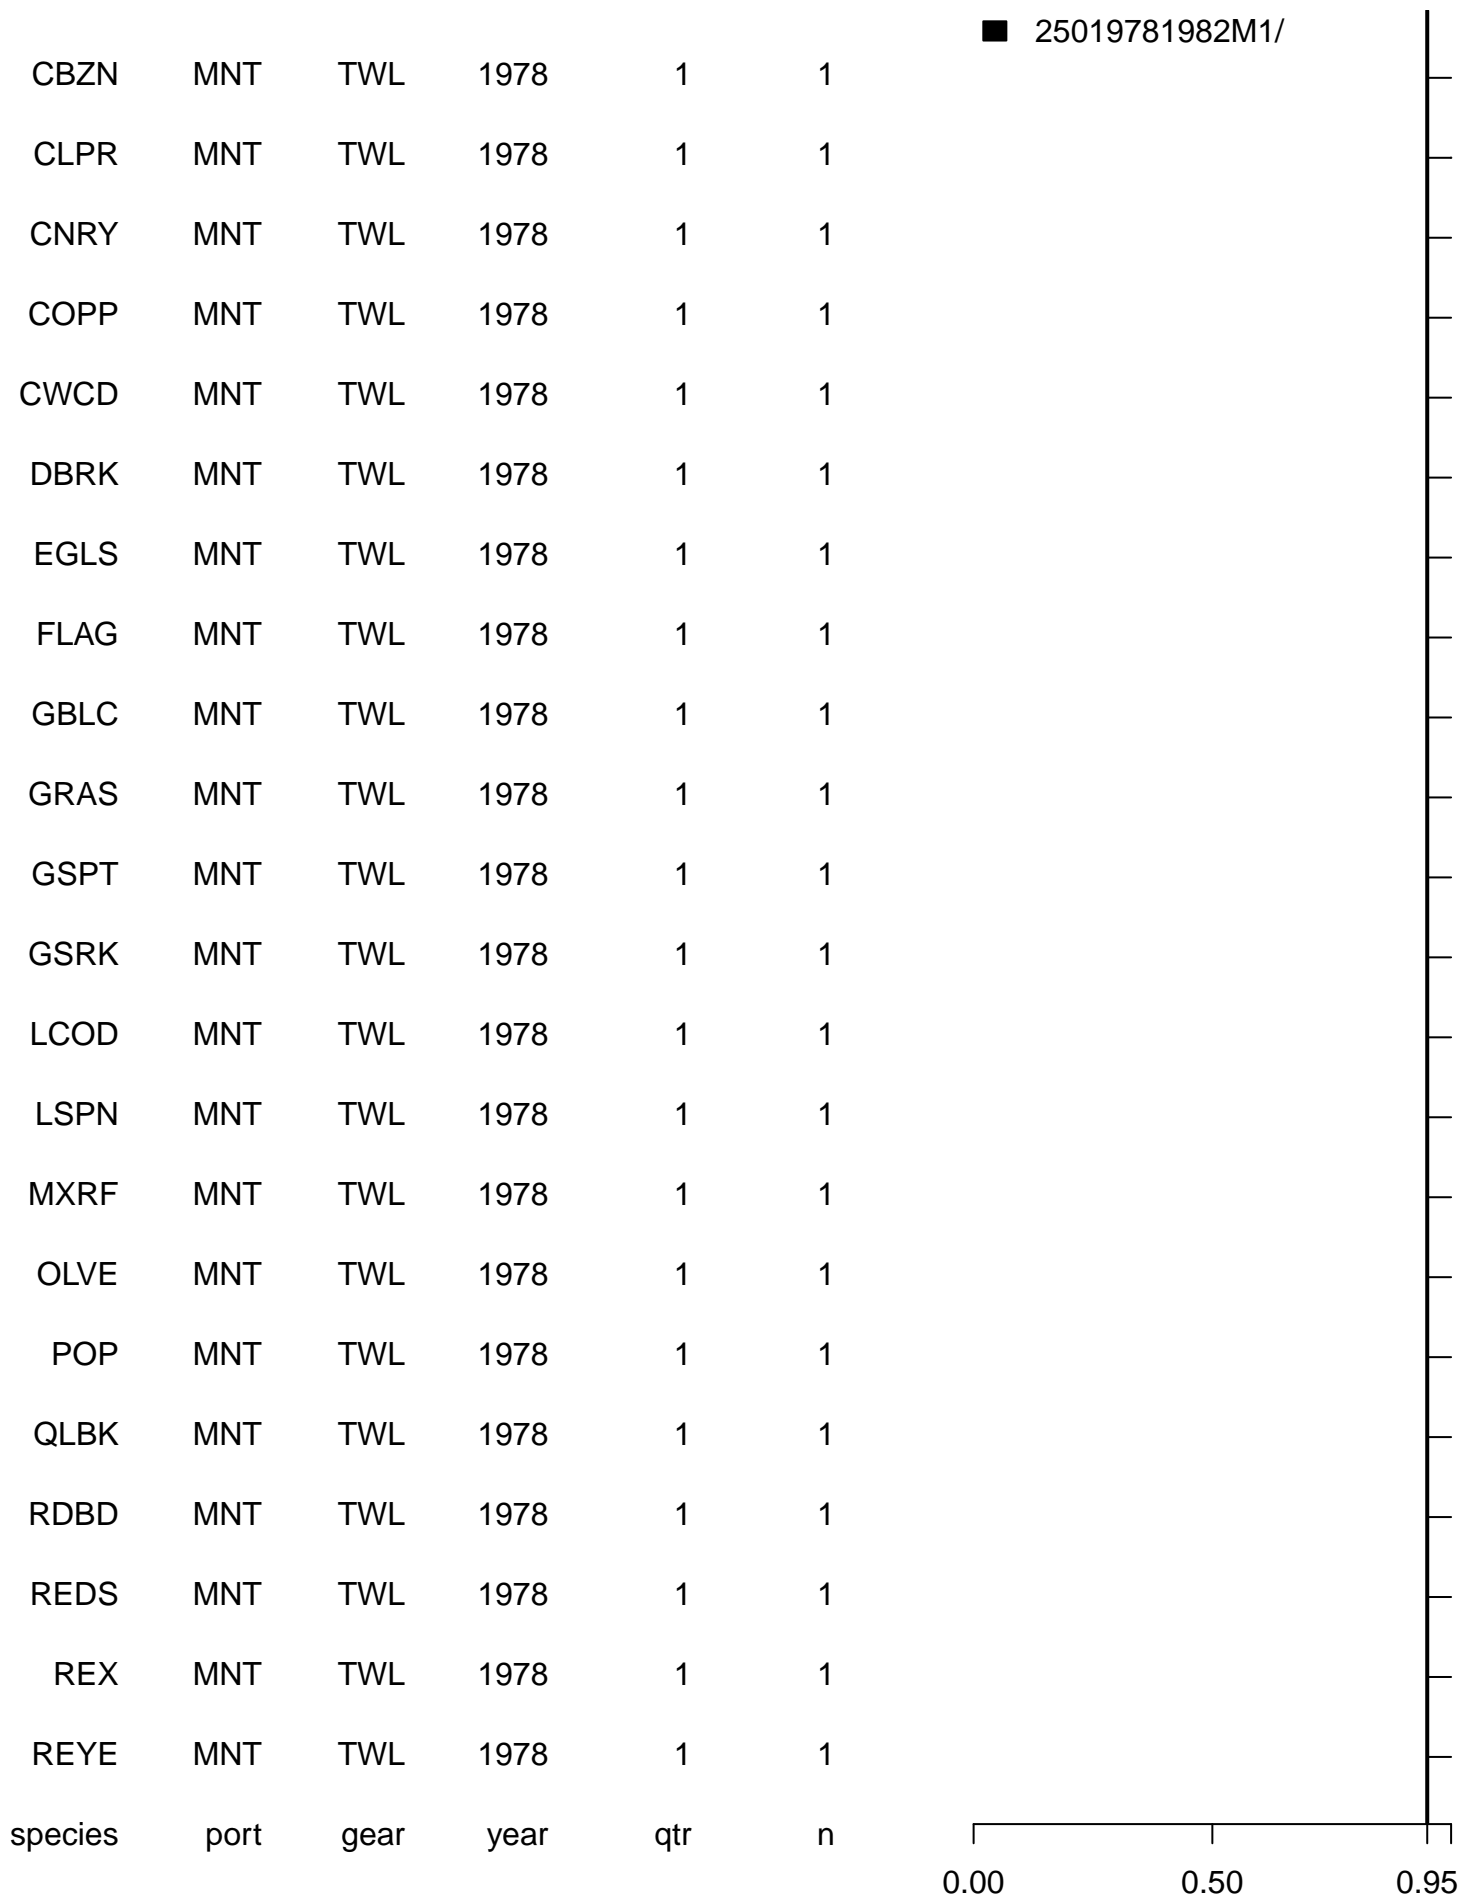 25019781982M1/
CBZN MNT TWL 1978 1 1
CLPR MNT TWL 1978 1 1
CNRY MNT TWL 1978 1 1
COPP MNT TWL 1978 1 1
CWCD MNT TWL 1978 1 1
DBRK MNT TWL 1978 1 1
EGLS MNT TWL 1978 1 1
FLAG MNT TWL 1978 1 1
GBLC MNT TWL 1978 1 1
GRAS MNT TWL 1978 1 1
GSPT MNT TWL 1978 1 1
GSRK MNT TWL 1978 1 1
LCOD MNT TWL 1978 1 1
LSPN MNT TWL 1978 1 1
MXRF MNT TWL 1978 1 1
OLVE MNT TWL 1978 1 1
POP MNT TWL 1978 1 1
QLBK MNT TWL 1978 1 1
RDBD MNT TWL 1978 1 1
REDS MNT TWL 1978 1 1
REX MNT TWL 1978 1 1
REYE MNT TWL 1978 1 1
species port gear year qtr n
0.00 0.50 0.95